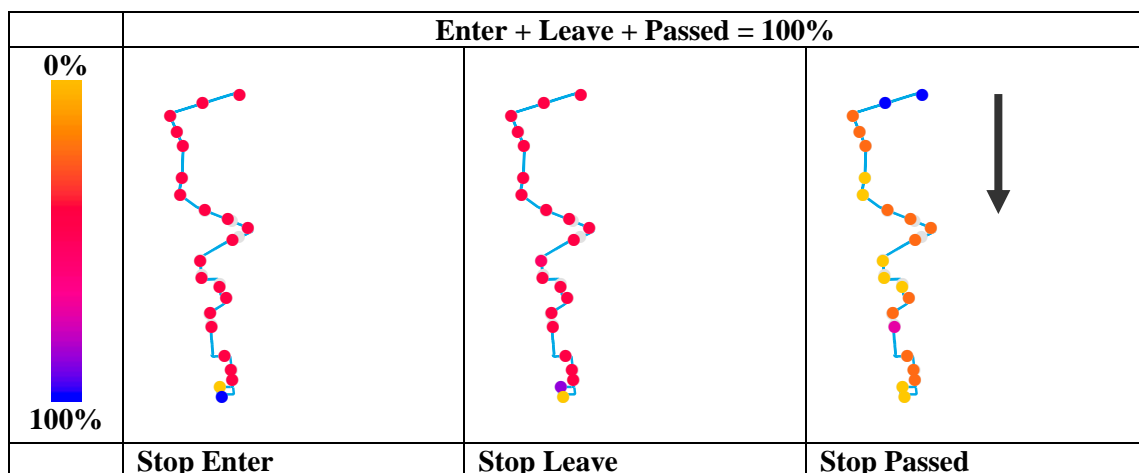 Enter + Leave + Passed = 100%
0%
100%
Stop Enter
Stop Leave
Stop Passed